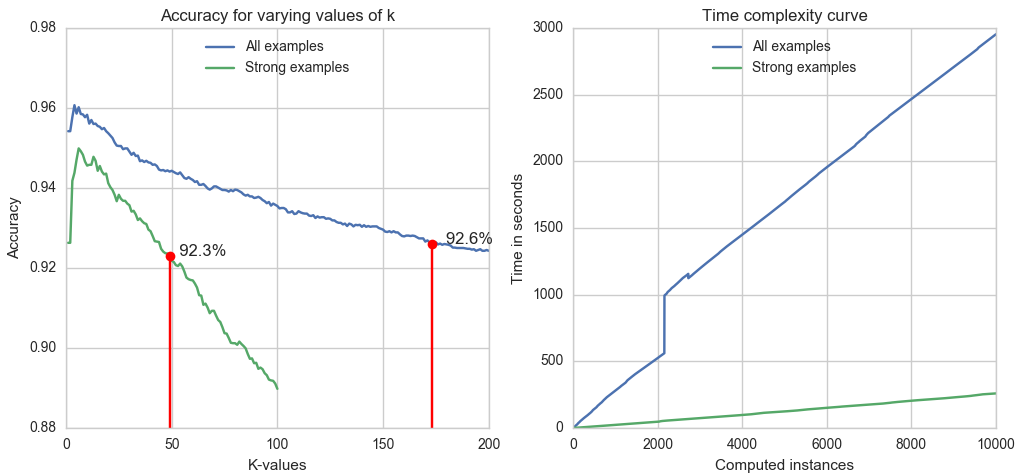 Accuracy for varying values of k
All examples
Strong examples
0.98
0.96
0.94
0.92
0.90
0.88
Accuracy
92.3%
92.6%
0
50
100
150
200
K-values
Time complexity curve
All examples
Strong examples
3000
2500
2000
1500
1000
500
0
Time in seconds
0
2000
4000
6000
8000
10000
Computed instances